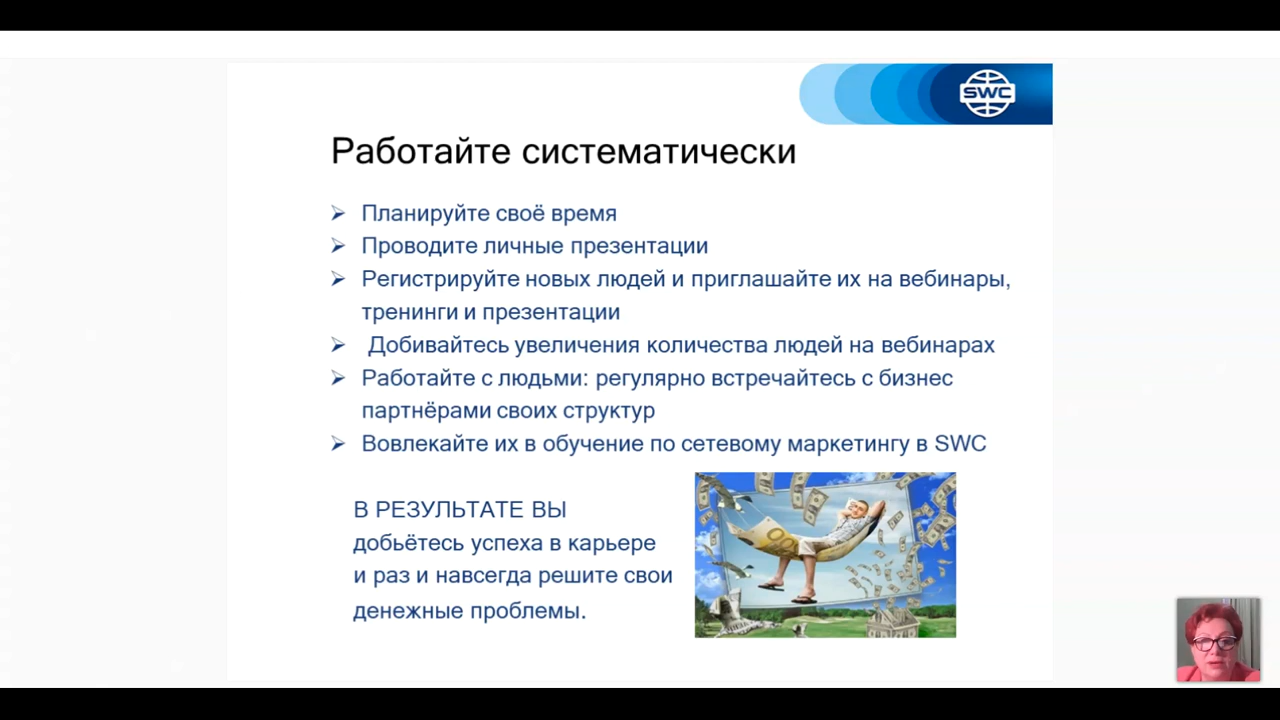 SWC
Работайте систематически
Планируйте своё время
Проводите личные презентации
Регистрируйте новых людей и приглашайте их на вебинары,
тренинги и презентации
Добивайтесь увеличения количества людей на вебинарах
Работайте с людьми: регулярно встречайтесь с бизнес
партнёрами своих структур
Вовлекайте их в обучение по сетевому маркетингу в SWC
В РЕЗУЛЬТАТЕ ВЫ
добьётесь успеха в карьере
и раз и навсегда решите свои
денежные проблемы.